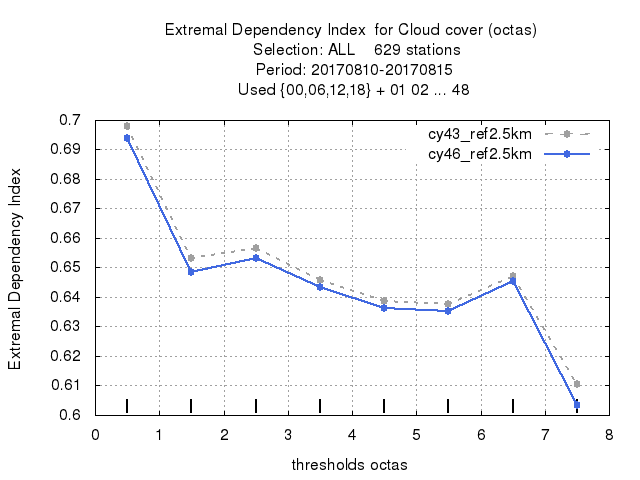 Extremal Dependency Index  for Cloud cover (octas)
Selection: ALL    629 stations
Period: 20170810-20170815
Used {00,06,12,18} + 01 02 ... 48
cy43_ref2.5km
cy46_ref2.5km
Extremal Dependency Index
0.7
0.69
0.68
0.67
0.66
0.65
0.64
0.63
0.62
0.61
0.6
0 1 2 3 4 5 6 7 8
thresholds octas